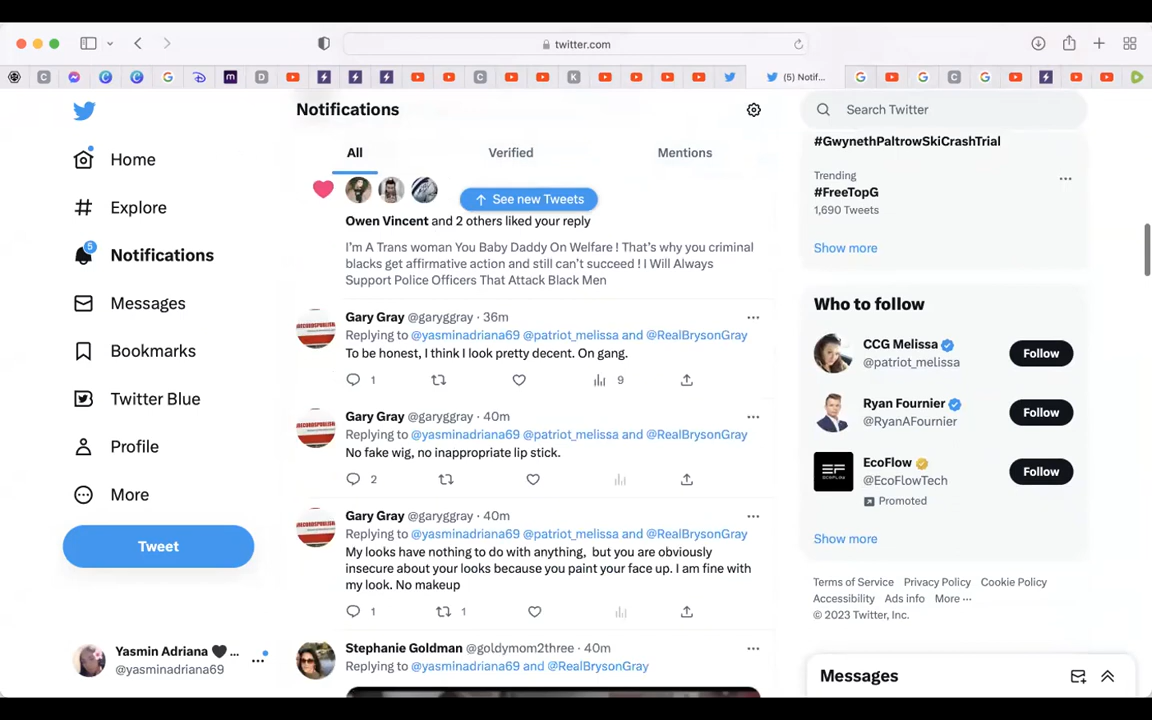 twitter.com
(5) Notif...
Notifications
All
Verified
Mentions
See new Tweets
Owen Vincent and 2 others liked your reply
I'm A Trans woman You Baby Daddy On Welfare ! That's why you criminal
blacks get affirmative action and still can't succeed ! I Will Always
Support Police Officers That Attack Black Men
Gary Gray @garyggray · 36m
Replying to @yasminadriana69 @patriot_melissa and @RealBrysonGray
To be honest, I think I look pretty decent. On gang.
1
9
Gary Gray @garyggray · 40m
Replying to @yasminadriana69 @patriot_melissa and @RealBrysonGray
No fake wig, no inappropriate lip stick.
2
Gary Gray @garyggray · 40m
Replying to @yasminadriana69 @patriot_melissa and @RealBrysonGray
My looks have nothing to do with anything, but you are obviously
insecure about your looks because you paint your face up. I am fine with
my look. No makeup
1
1
Stephanie Goldman @goldymom2three · 40m
Replying to @yasminadriana69 and @RealBrysonGray
Home
Explore
5
Notifications
Messages
Bookmarks
Twitter Blue
Profile
More
Tweet
Yasmin Adriana 🖤 ...
@yasminadriana69
Search Twitter
#GwynethPaltrowSkiCrashTrial
Trending
#FreeTopG
1,690 Tweets
Show more
Who to follow
CCG Melissa
@patriot_melissa
Follow
Ryan Fournier
@RyanAFournier
Follow
EcoFlow
@EcoFlowTech
Promoted
Follow
Show more
Terms of Service Privacy Policy Cookie Policy
Accessibility Ads info More ···
© 2023 Twitter, Inc.
Messages